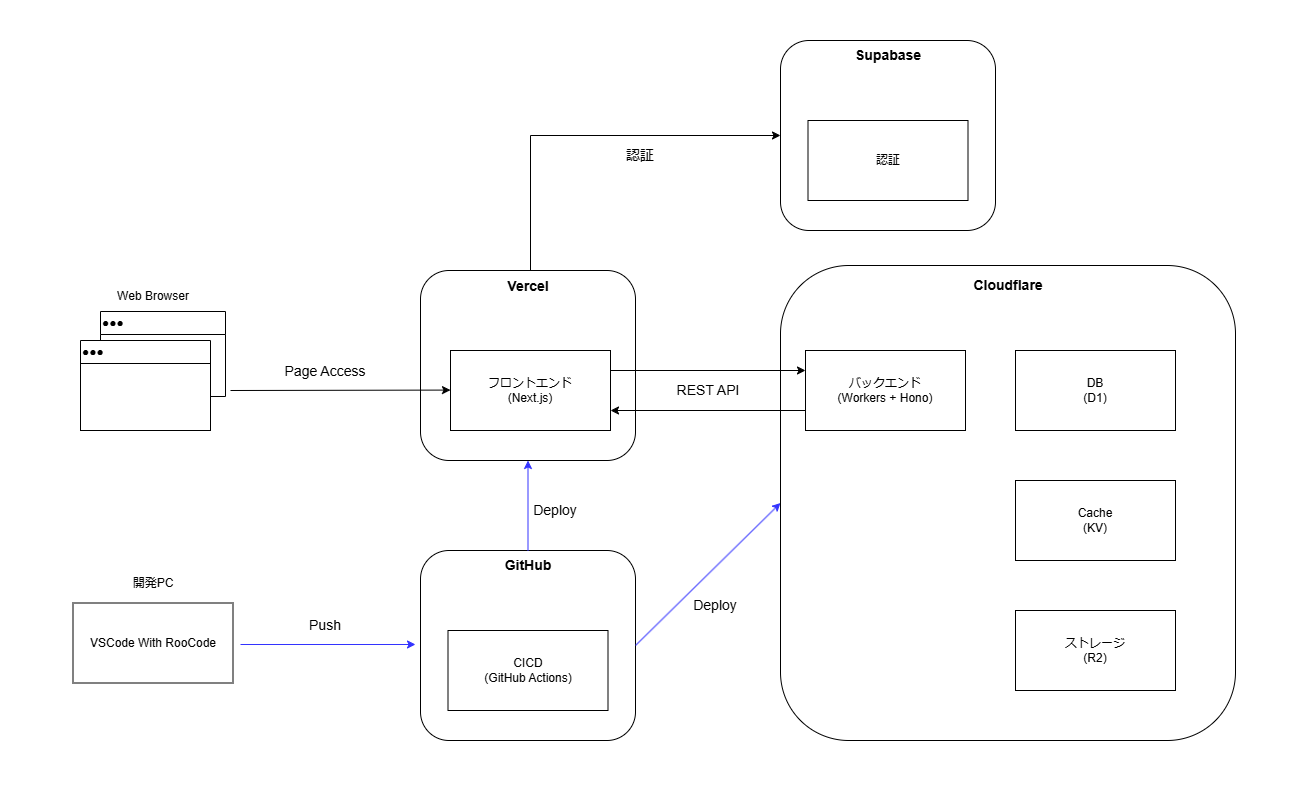 Supabase
認証
認証
Vercel
Cloudflare
Web Browser
Page Access
フロントエンド
(Next.js)
REST API
バックエンド
(Workers + Hono)
DB
(D1)
Deploy
Cache
(KV)
GitHub
開発PC
VSCode With RooCode
Push
CICD
(GitHub Actions)
Deploy
ストレージ
(R2)